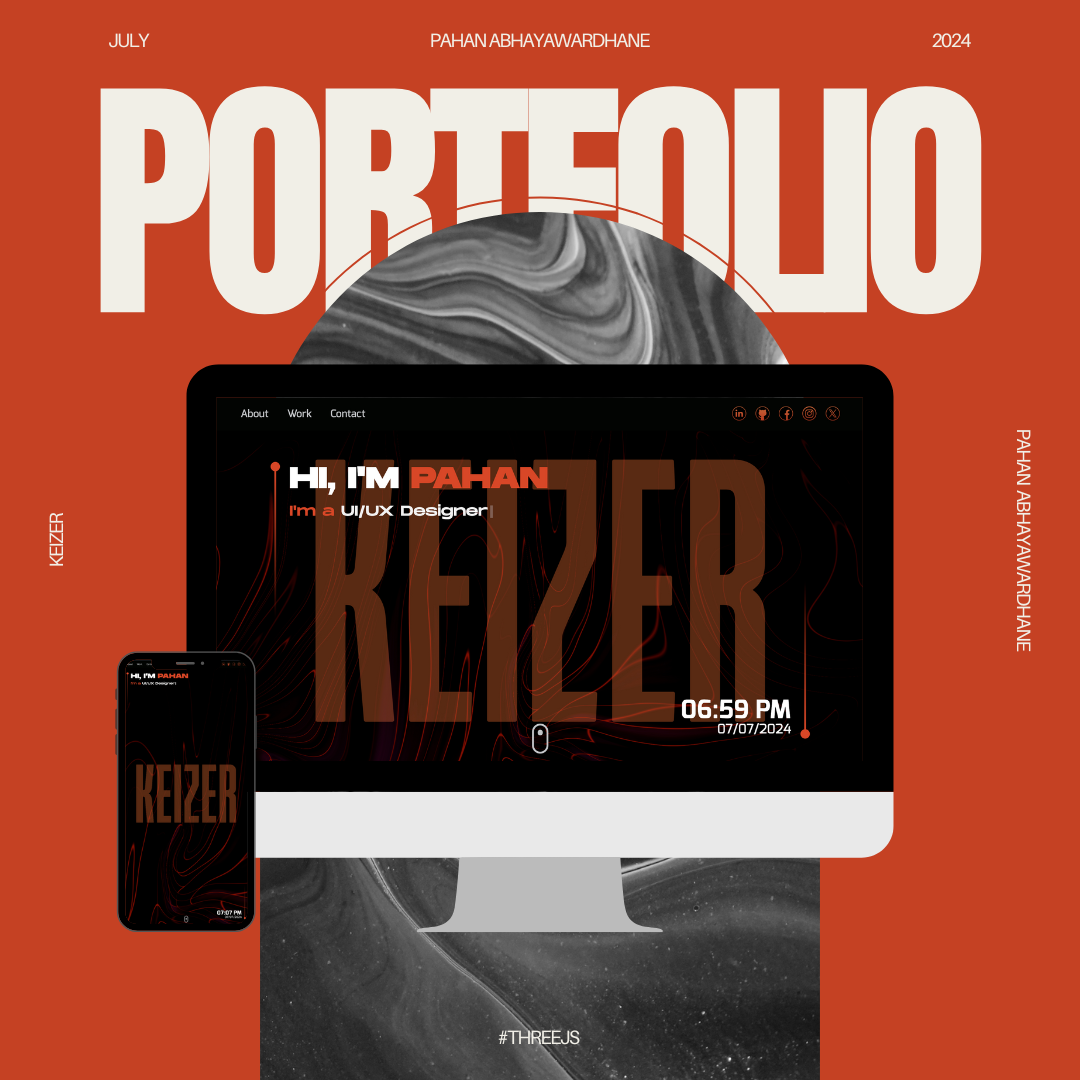 JULY
PAHAN ABHAYAWARDHANE
2024
PORTFOLIO
About Work Contact
HI, I'M PAHAN
I'm a UI/UX Designer|
KEIZER
06:59 PM
07/07/2024
KEIZER
PAHAN ABHAYAWARDHANE
HI, I'M PAHAN
I'm a UI/UX Designer|
KEIZER
07:07 PM
#THREEJS